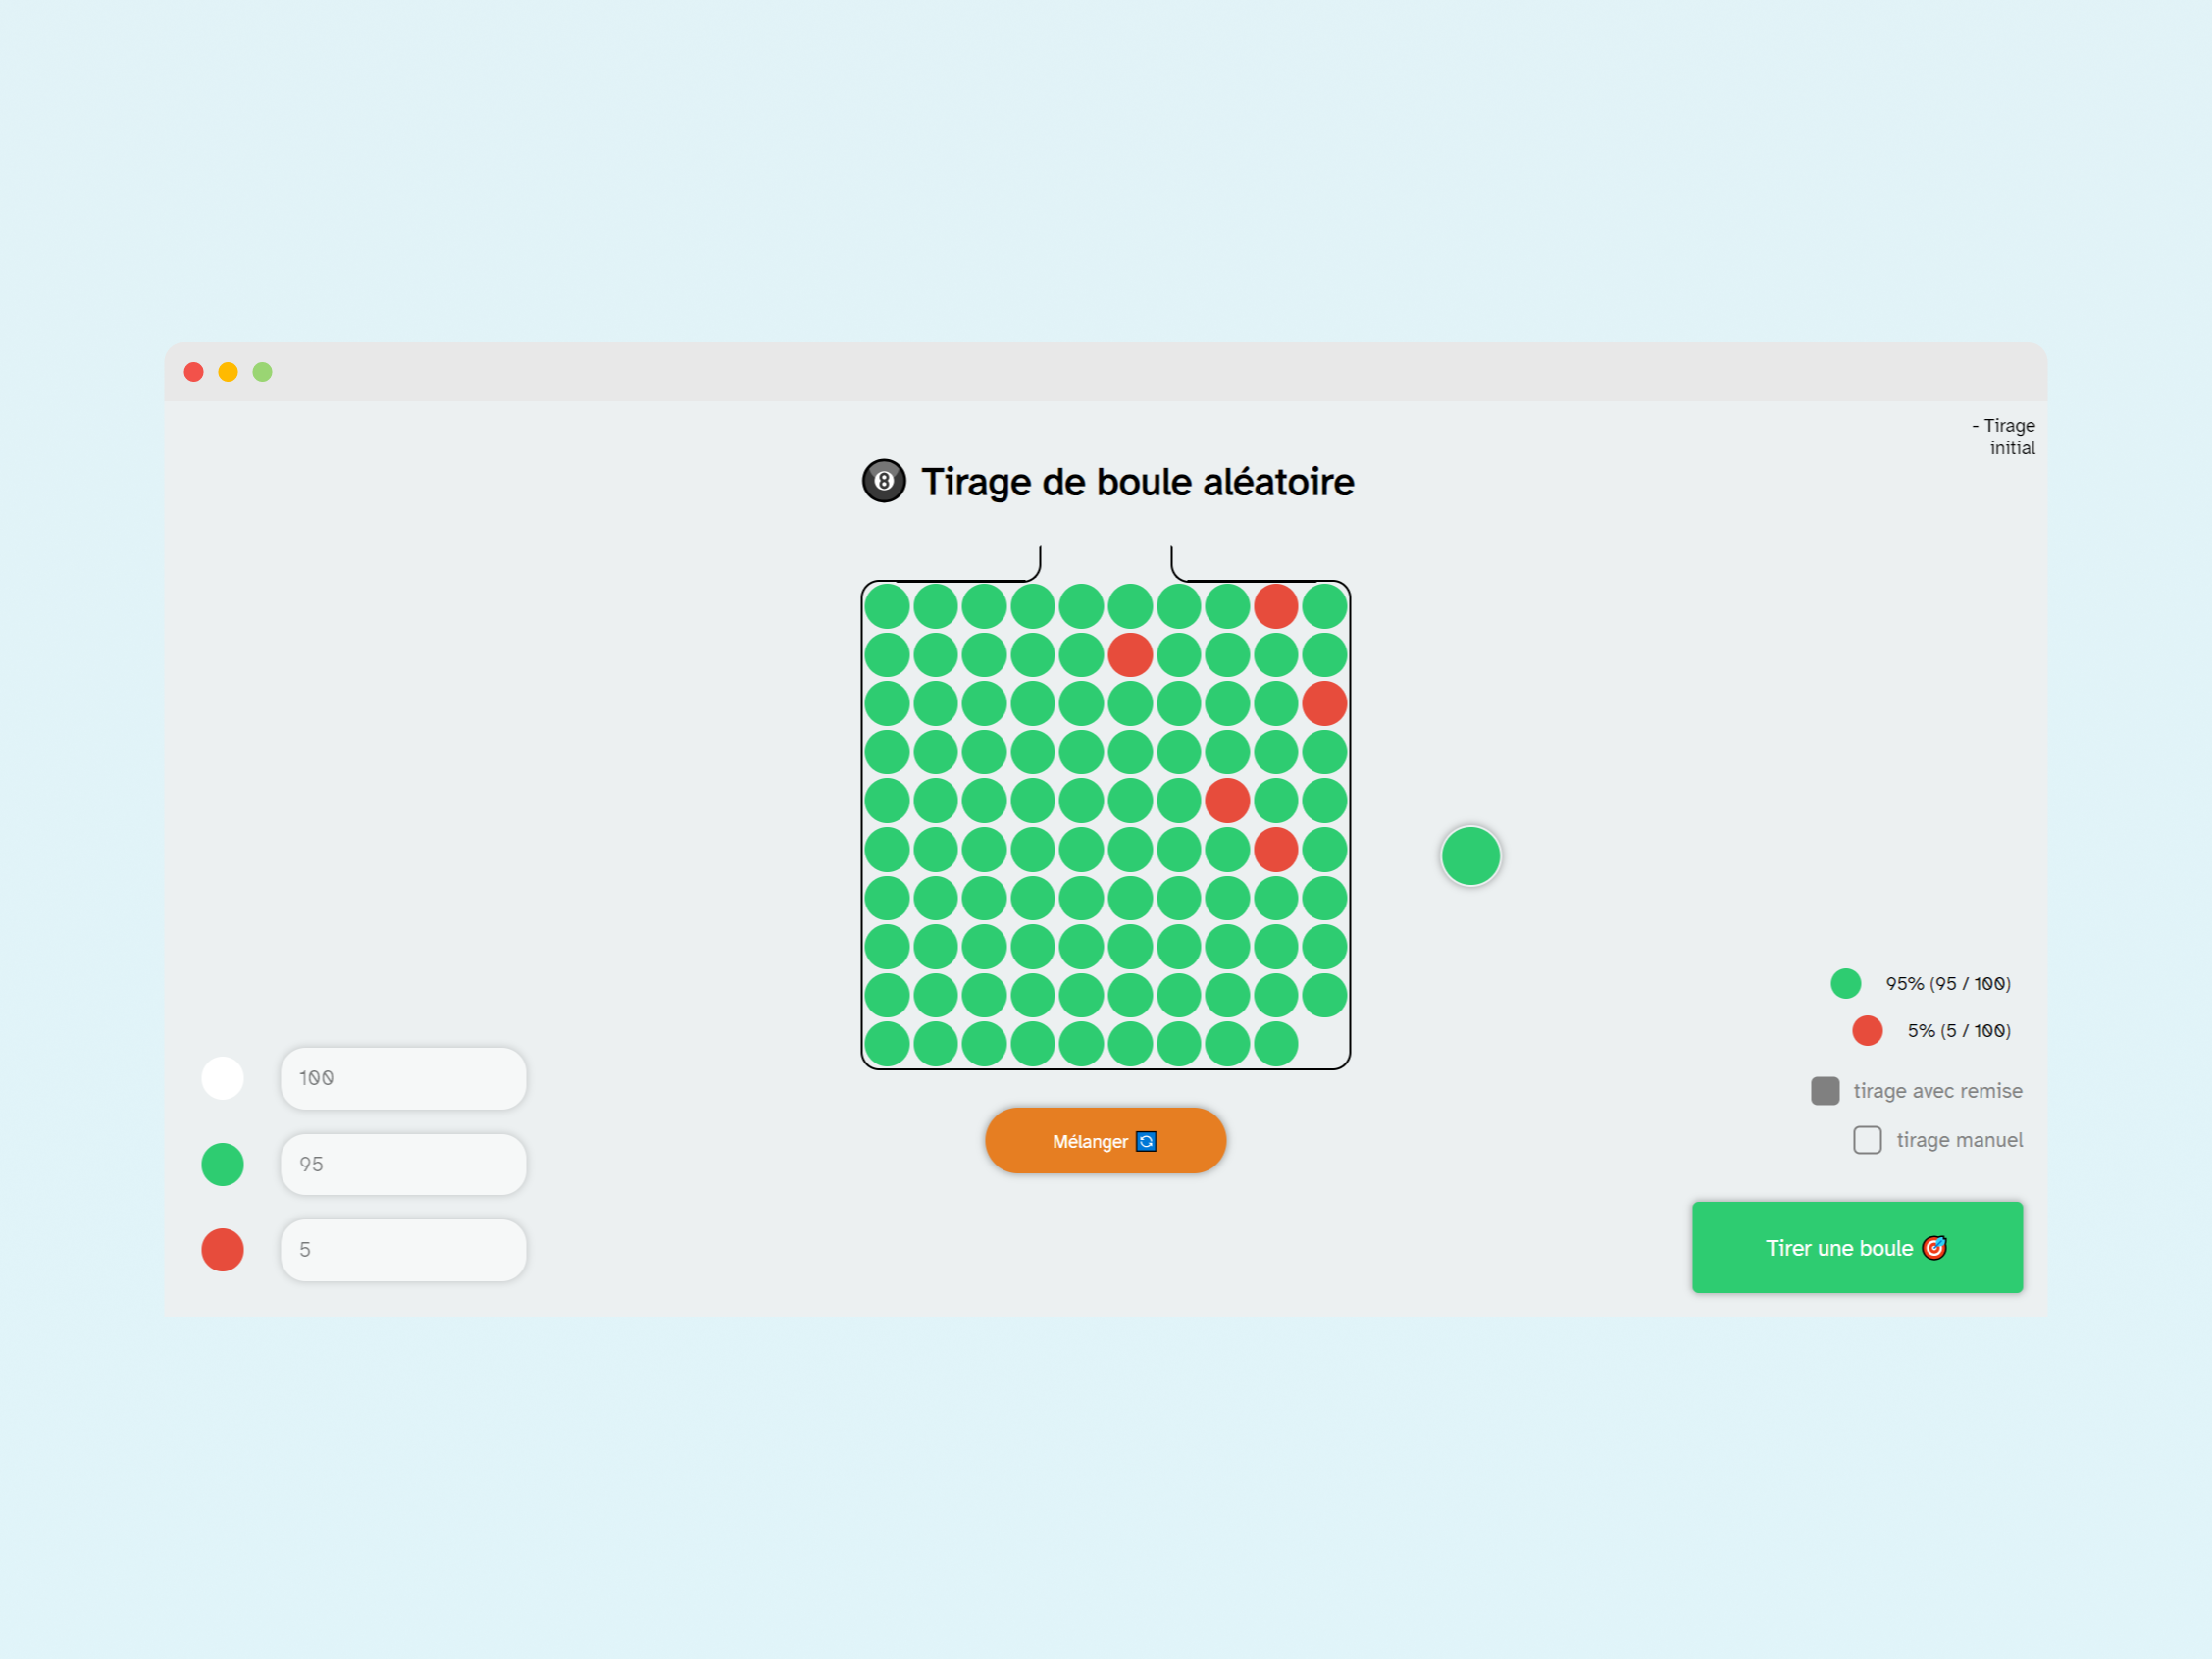 - Tirage
initial
Tirage de boule aléatoire
95% (95 / 100)
5% (5 / 100)
tirage avec remise
tirage manuel
100
95
5
Mélanger
Tirer une boule